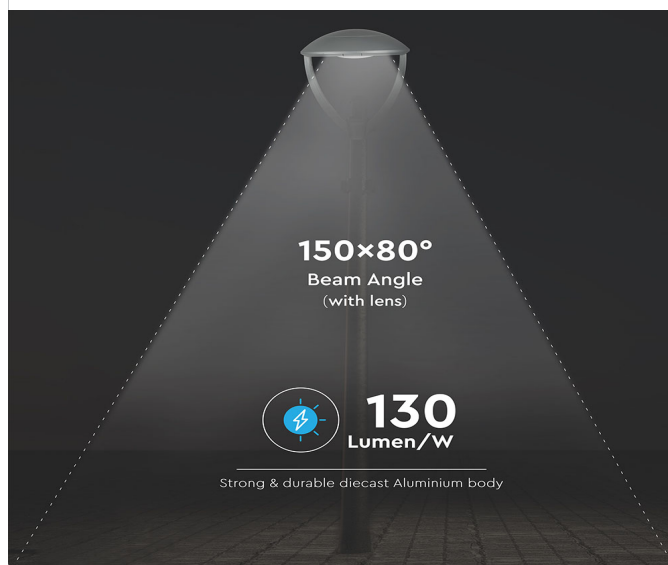 150×80°
Beam Angle
(with lens)
130
Lumen/W
Strong & durable diecast Aluminium body